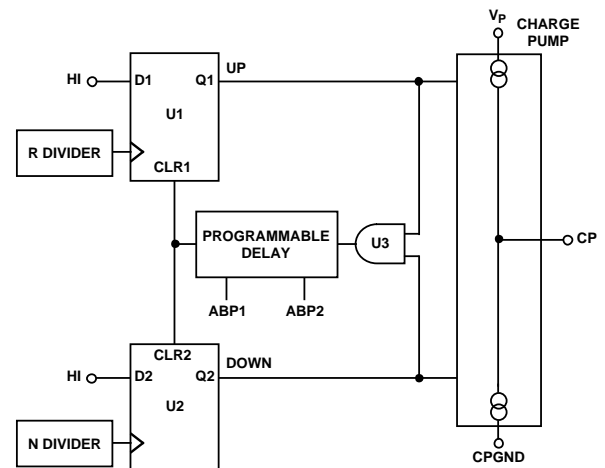 VP
CHARGE
PUMP
HI
D1
Q1
UP
U1
R DIVIDER
CLR1
PROGRAMMABLE
DELAY
U3
CP
ABP1
ABP2
CLR2
DOWN
HI
D2
Q2
U2
N DIVIDER
CPGND